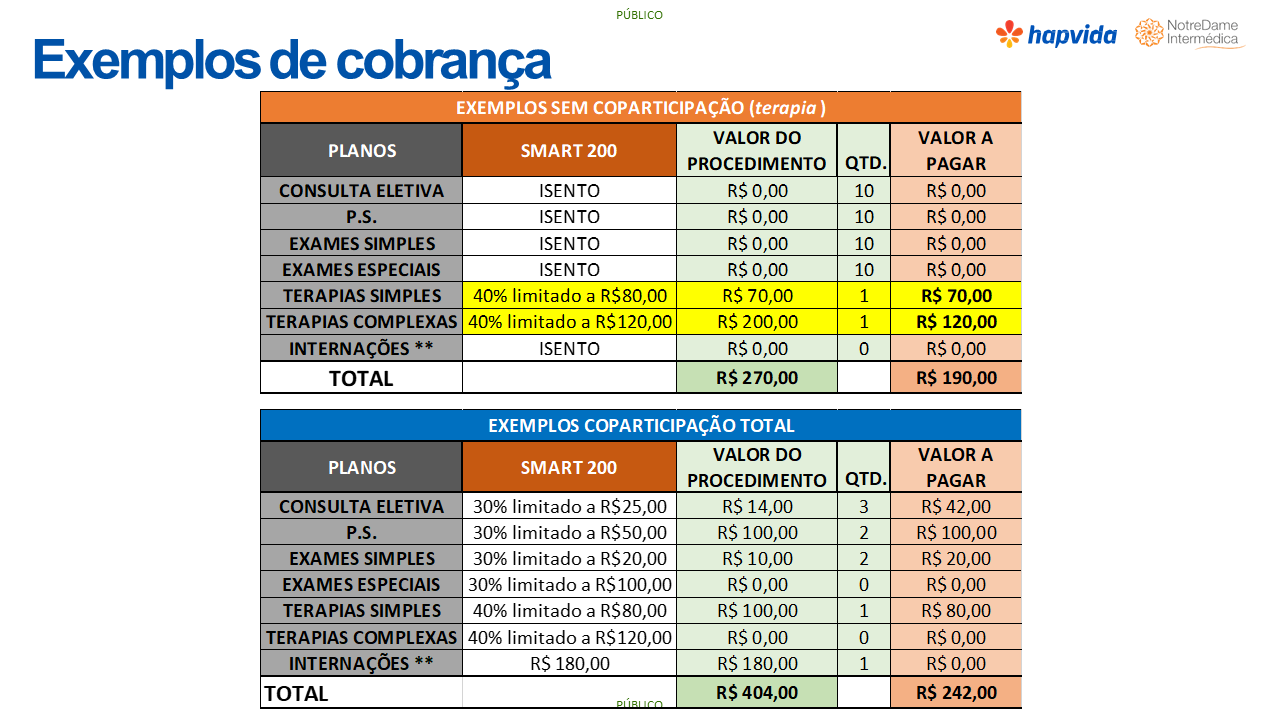 PÚBLICO
Exemplos de cobrança
hapvida
NotreDame
Intermédica
EXEMPLOS SEM COPARTICIPAÇÃO (terapia )
PLANOS SMART 200 VALOR DO PROCEDIMENTO QTD. VALOR A PAGAR
CONSULTA ELETIVA ISENTO R$ 0,00 10 R$ 0,00
P.S. ISENTO R$ 0,00 10 R$ 0,00
EXAMES SIMPLES ISENTO R$ 0,00 10 R$ 0,00
EXAMES ESPECIAIS ISENTO R$ 0,00 10 R$ 0,00
TERAPIAS SIMPLES 40% limitado a R$80,00 R$ 70,00 1 R$ 70,00
TERAPIAS COMPLEXAS 40% limitado a R$120,00 R$ 200,00 1 R$ 120,00
INTERNAÇÕES ** ISENTO R$ 0,00 0 R$ 0,00
TOTAL R$ 270,00 R$ 190,00
EXEMPLOS COPARTICIPAÇÃO TOTAL
PLANOS SMART 200 VALOR DO PROCEDIMENTO QTD. VALOR A PAGAR
CONSULTA ELETIVA 30% limitado a R$25,00 R$ 14,00 3 R$ 42,00
P.S. 30% limitado a R$50,00 R$ 100,00 2 R$ 100,00
EXAMES SIMPLES 30% limitado a R$20,00 R$ 10,00 2 R$ 20,00
EXAMES ESPECIAIS 30% limitado a R$100,00 R$ 0,00 0 R$ 0,00
TERAPIAS SIMPLES 40% limitado a R$80,00 R$ 100,00 1 R$ 80,00
TERAPIAS COMPLEXAS 40% limitado a R$120,00 R$ 0,00 0 R$ 0,00
INTERNAÇÕES ** R$ 180,00 R$ 180,00 1 R$ 0,00
TOTAL R$ 404,00 R$ 242,00
PÚBLICO